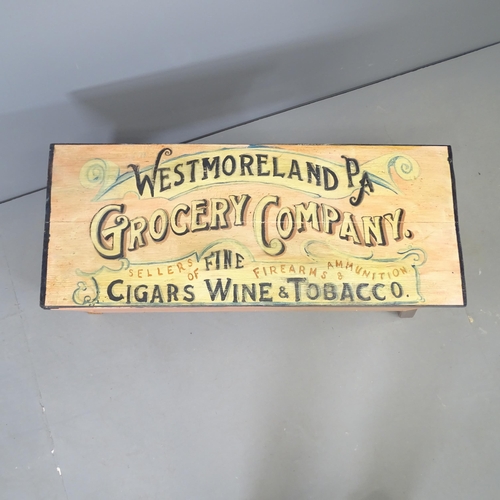 WESTMORELAND PA
GROCERY COMPANY.
SELLERS OF FINE FIREARMS & AMMUNITION
& CIGARS WINE & TOBACCO.